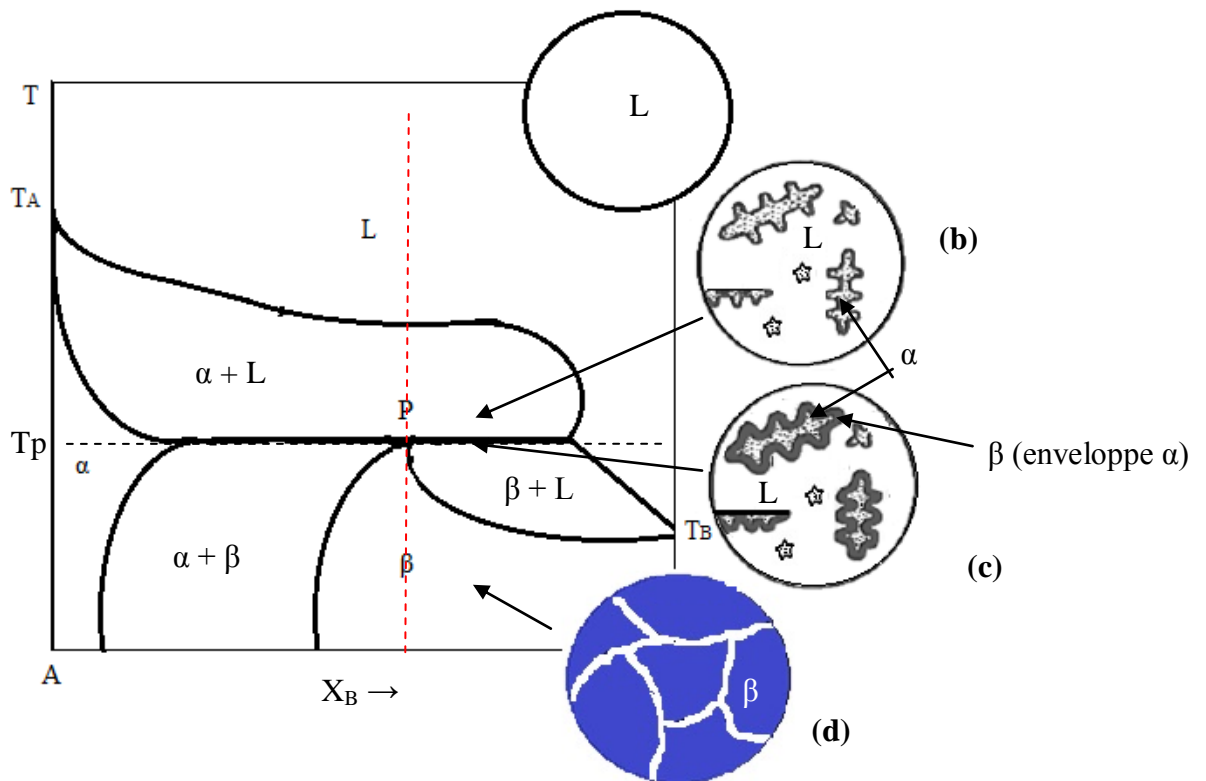 T
L
TA
L
L
(b)
α
α + L
P
Tp
α
β (enveloppe α)
β + L
L
TB
α + β
β
(c)
A
XB →
β
(d)